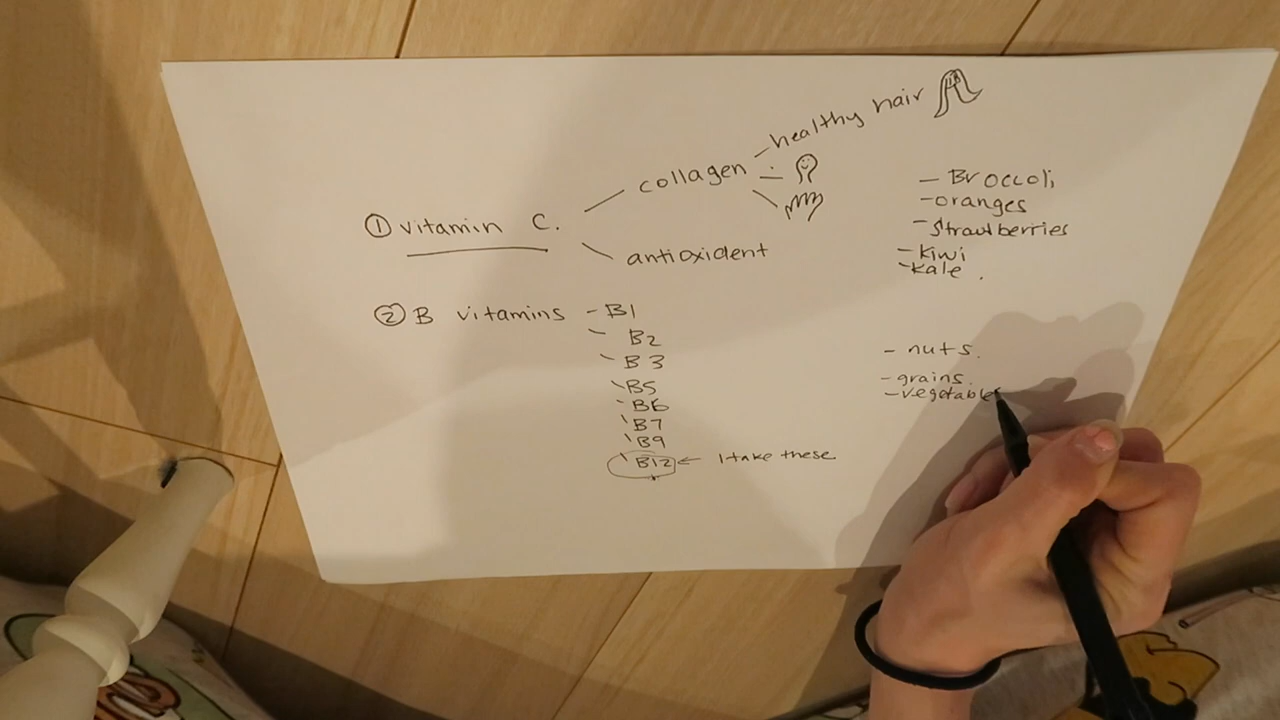 healthy hair
collagen
① vitamin C.
antioxident
- Broccoli
- oranges
- strawberries
- kiwi
- kale.
② B vitamins - B1
- B2
- B3
- B5
- B6
- B7
- B9
- B12 ← I take these
- nuts.
- grains.
- vegetable